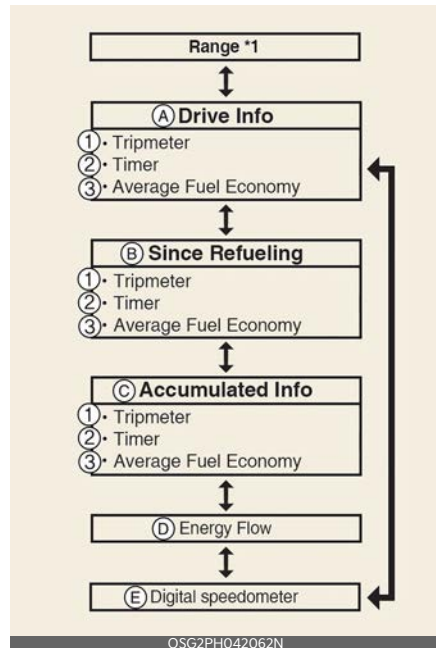 Range *1
Ⓐ Drive Info
①• Tripmeter
②• Timer
③• Average Fuel Economy
Ⓑ Since Refueling
①• Tripmeter
②• Timer
③• Average Fuel Economy
Ⓒ Accumulated Info
①• Tripmeter
②• Timer
③• Average Fuel Economy
Ⓓ Energy Flow
Ⓔ Digital speedometer
OSG2PH042062N